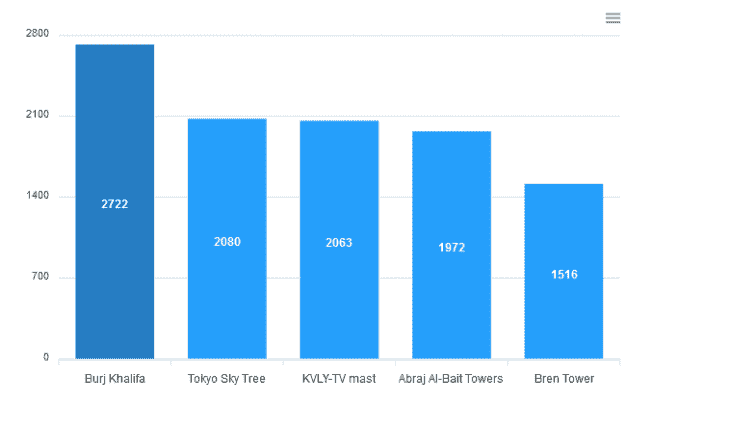 2800
2100
1400
700
0
2722
2080
2063
1972
1516
Burj Khalifa
Tokyo Sky Tree
KVLY-TV mast
Abraj Al-Bait Towers
Bren Tower